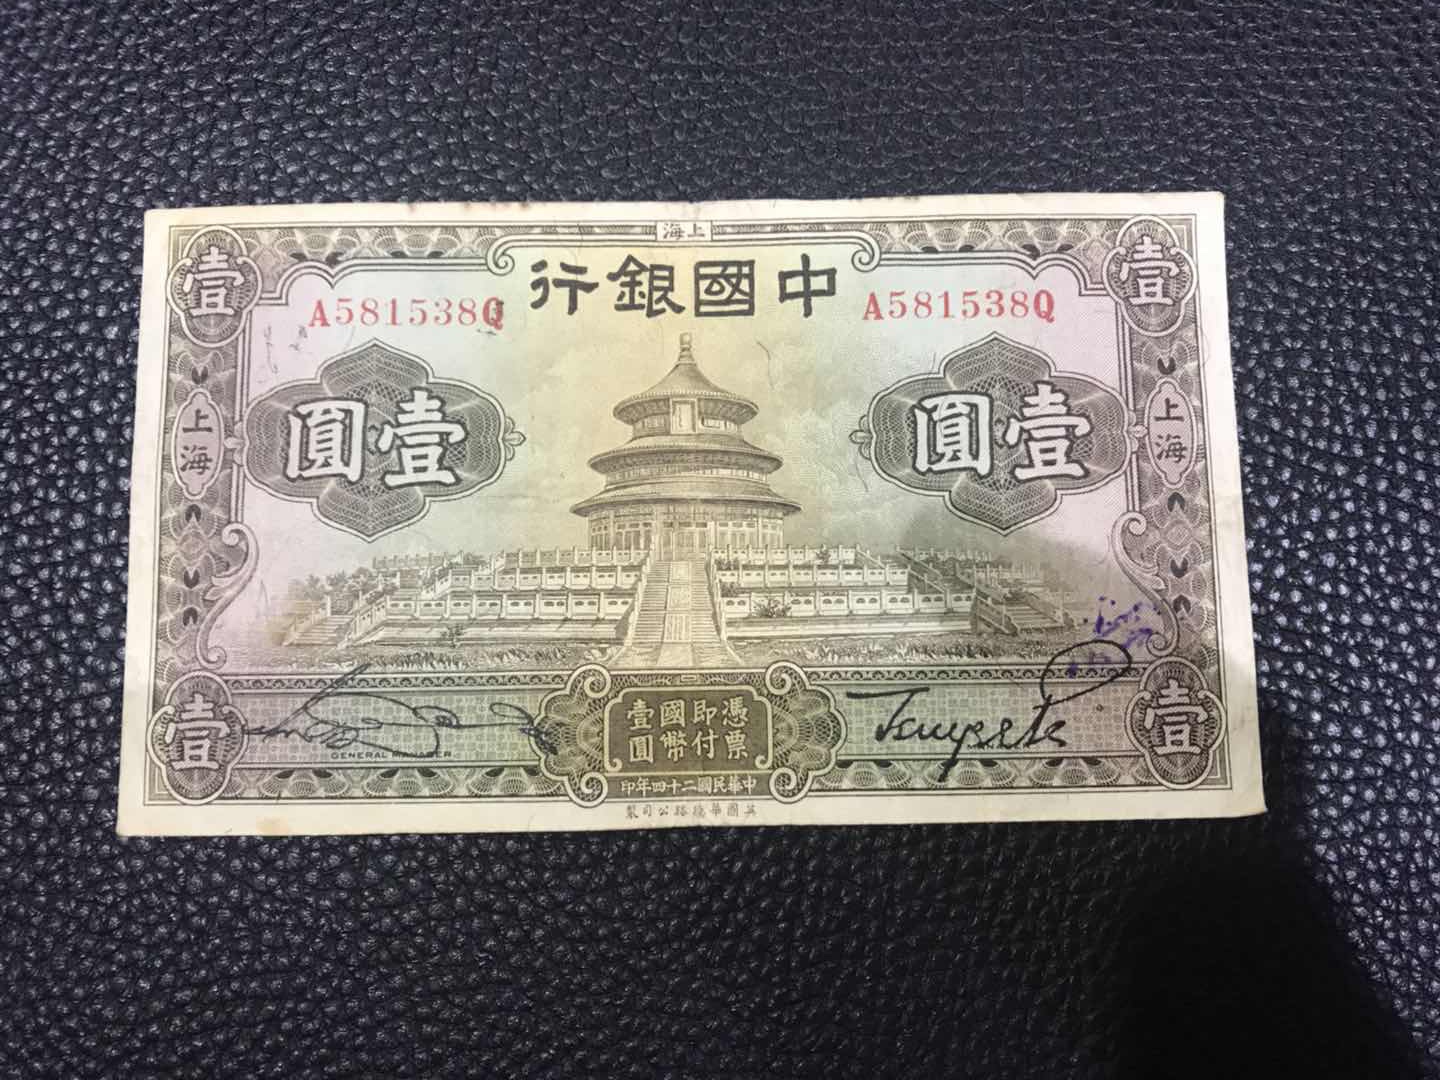 上海
中國銀行
A581538Q
A581538Q
壹
壹
壹圓
壹圓
上海
上海
憑票
即付
國幣
壹圓
壹
壹
GENERAL MANAGER
中華民國二十四年印
英國華德路公司製